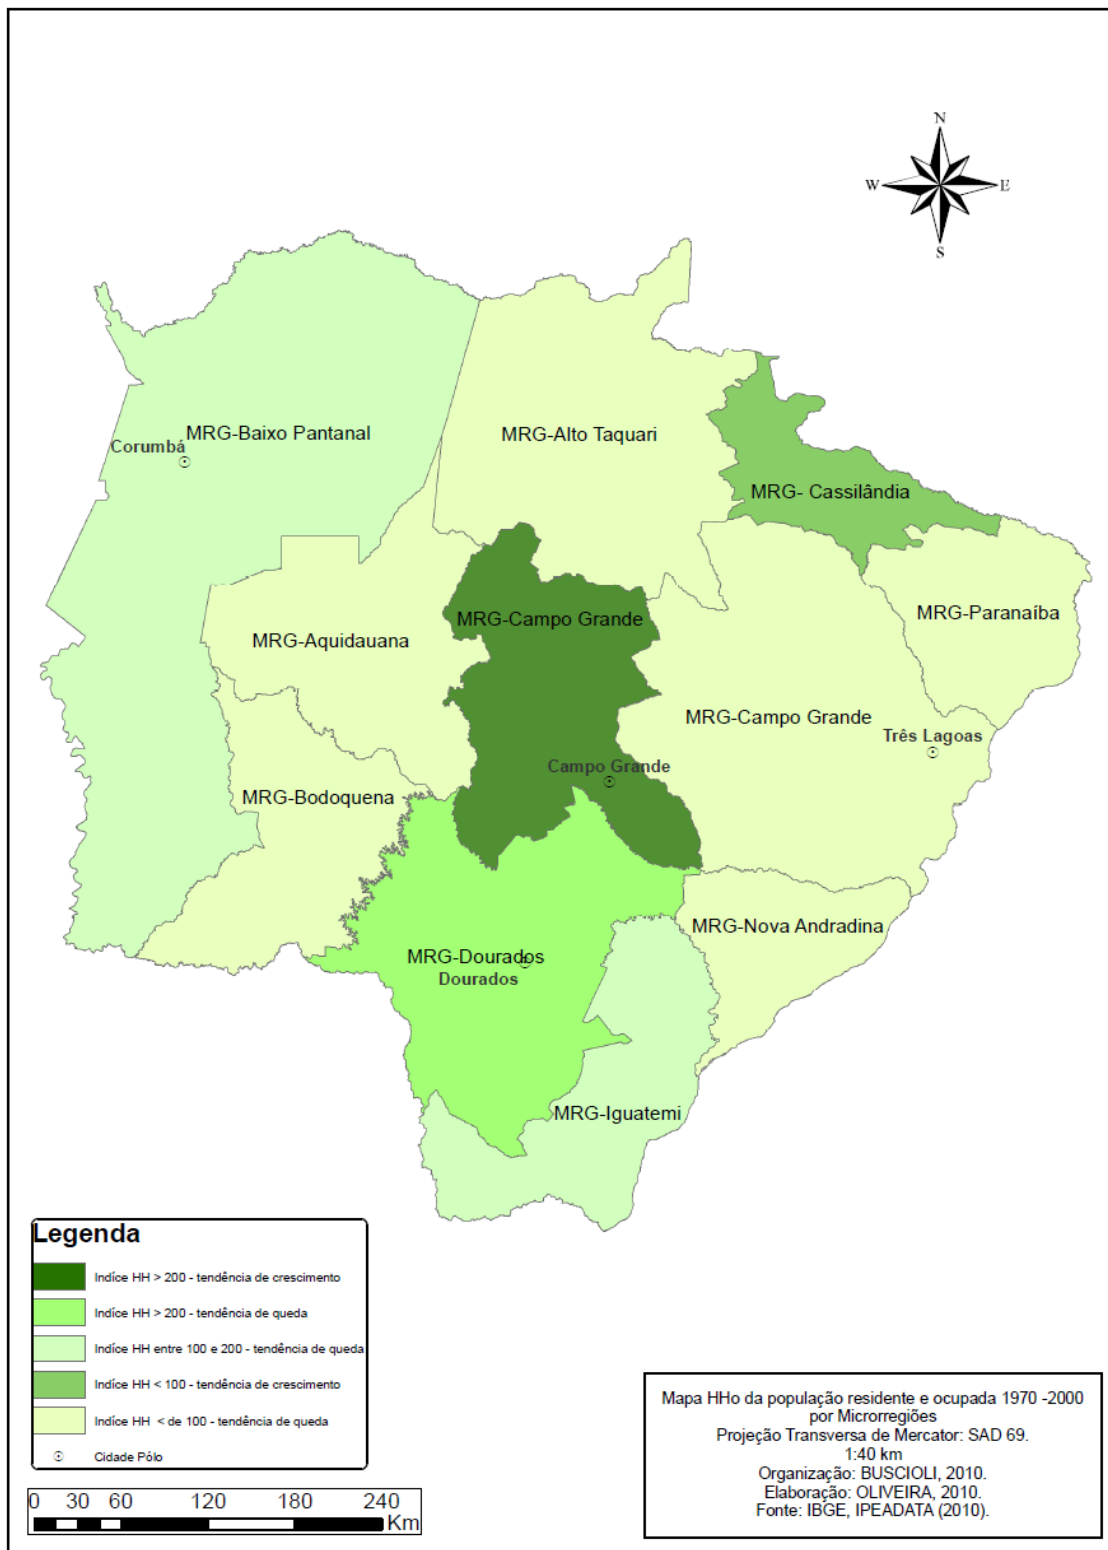 N
W
E
S
MRG-Baixo Pantanal
Corumbá
MRG-Alto Taquari
MRG- Cassilândia
MRG-Campo Grande
MRG-Paranaíba
MRG-Aquidauana
MRG-Campo Grande
Três Lagoas
Campo Grande
MRG-Bodoquena
MRG-Nova Andradina
MRG-Dourados
Dourados
MRG-Iguatemi
Legenda
Indíce HH > 200 - tendência de crescimento
Indíce HH > 200 - tendência de queda
Indíce HH entre 100 e 200 - tendência de queda
Indíce HH < 100 - tendência de crescimento
Indíce HH < de 100 - tendência de queda
Cidade Pólo
0 30 60 120 180 240
Km
Mapa HHo da população residente e ocupada 1970 -2000
por Microrregiões
Projeção Transversa de Mercator: SAD 69.
1:40 km
Organização: BUSCIOLI, 2010.
Elaboração: OLIVEIRA, 2010.
Fonte: IBGE, IPEADATA (2010).